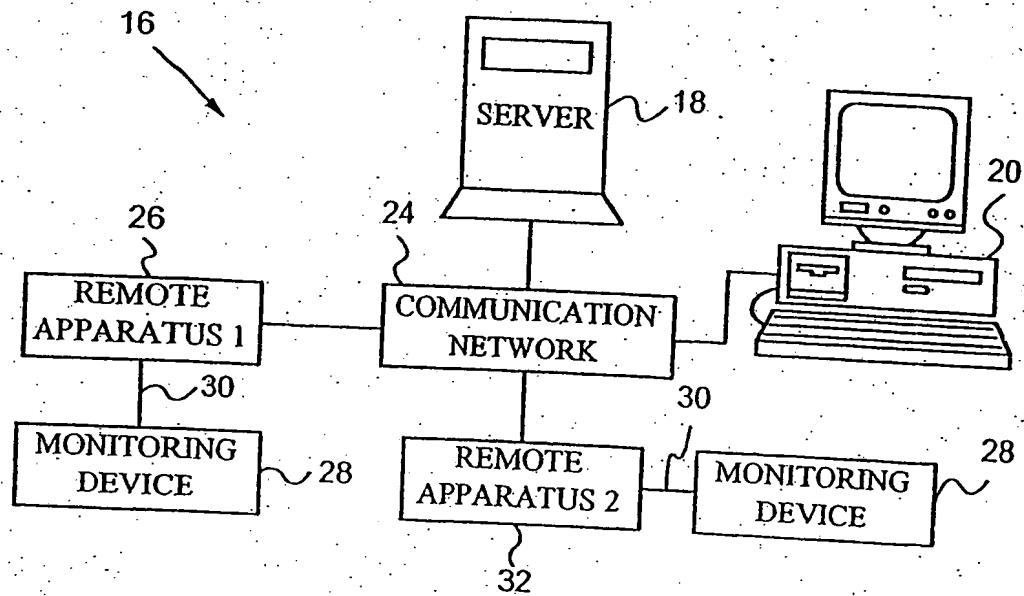 16
SERVER
18
20
26
24
REMOTE
APPARATUS 1
COMMUNICATION
NETWORK
30
MONITORING
DEVICE
28
REMOTE
APPARATUS 2
30
MONITORING
DEVICE
28
32